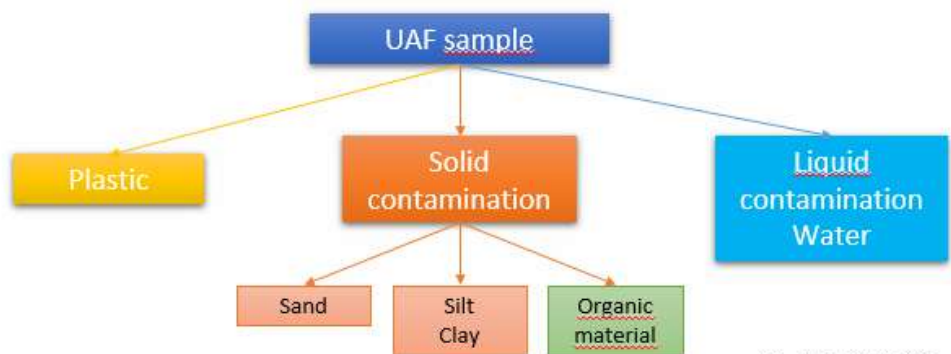 UAF sample
Plastic
Solid
contamination
Liquid
contamination
Water
Sand
Silt
Clay
Organic
material